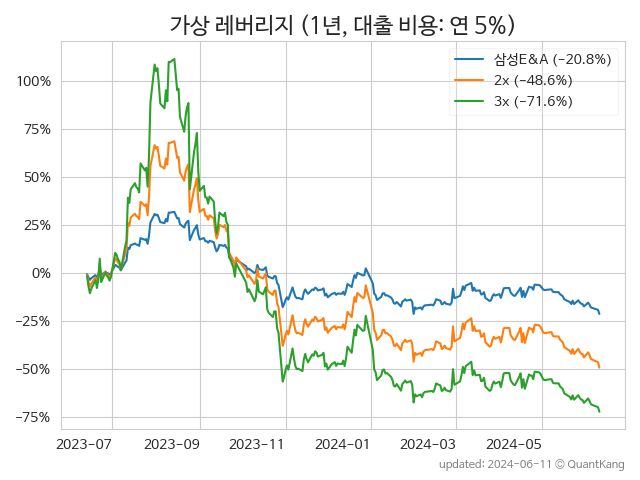 가상 레버리지 (1년, 대출 비용: 연 5%)
삼성E&A (−20.8%)
2x (−48.6%)
3x (−71.6%)
100%
75%
50%
25%
0%
−25%
−50%
−75%
2023-07 2023-09 2023-11 2024-01 2024-03 2024-05
updated: 2024-06-11 © QuantKang